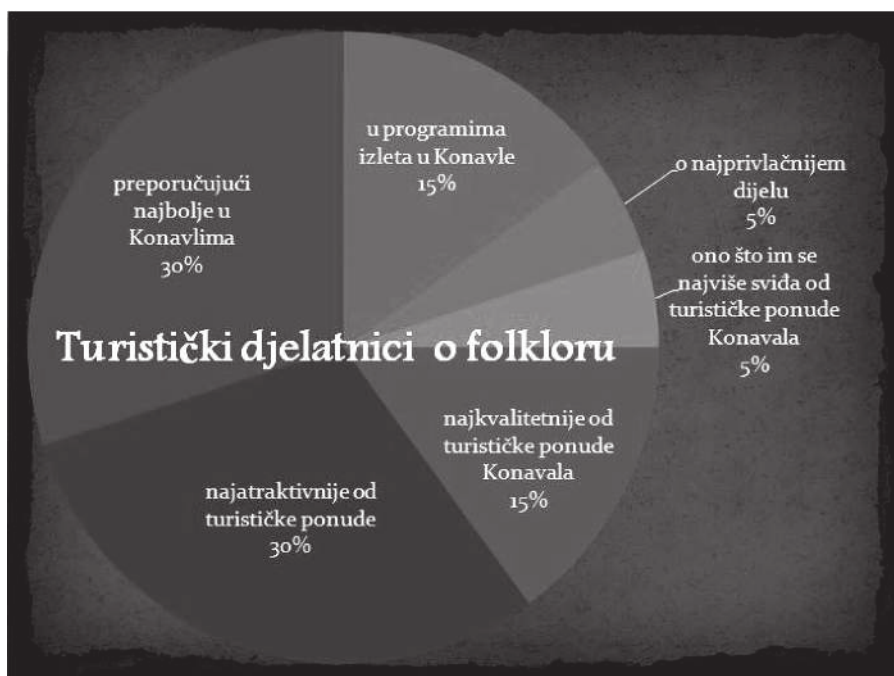 u programima
izleta u Konavle
15%
o najprivlačnijem
dijelu
5%
ono što im se
najviše sviđa od
turističke ponude
Konavala
5%
najkvalitetnije od
turističke ponude
Konavala
15%
najatraktivnije od
turističke ponude
30%
preporučujući
najbolje u
Konavlima
30%
Turistički djelatnici o folkloru